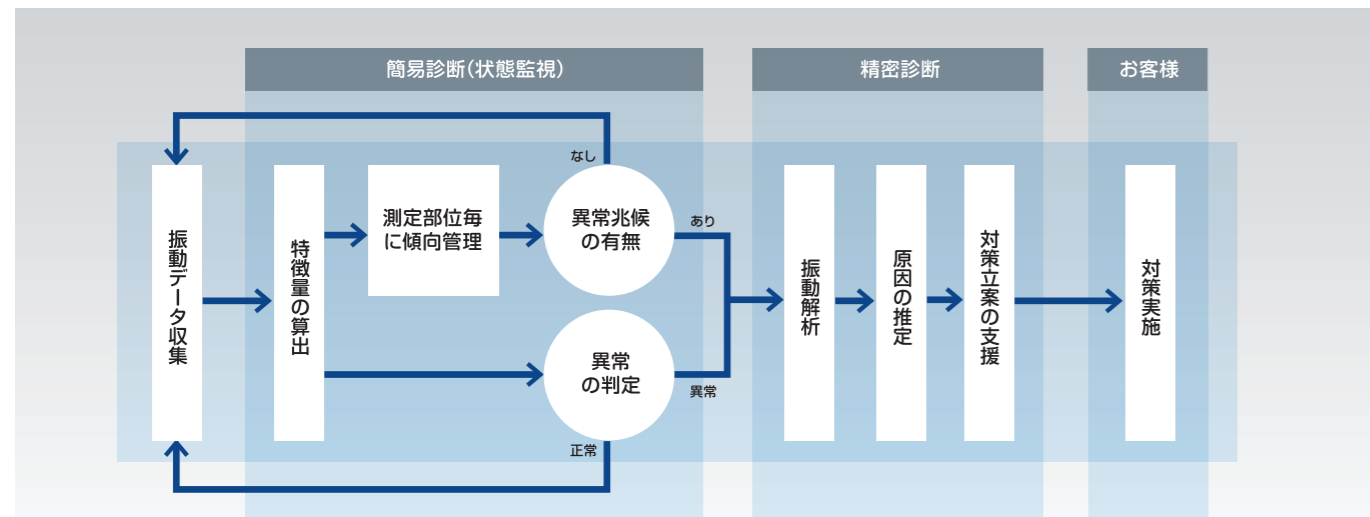 簡易診断(状態監視)
精密診断
お客様
振動データ収集
特徴量の算出
測定部位毎
に傾向管理
なし
異常兆候
の有無
あり
異常
の判定
異常
正常
振動解析
原因の推定
対策立案の支援
対策実施